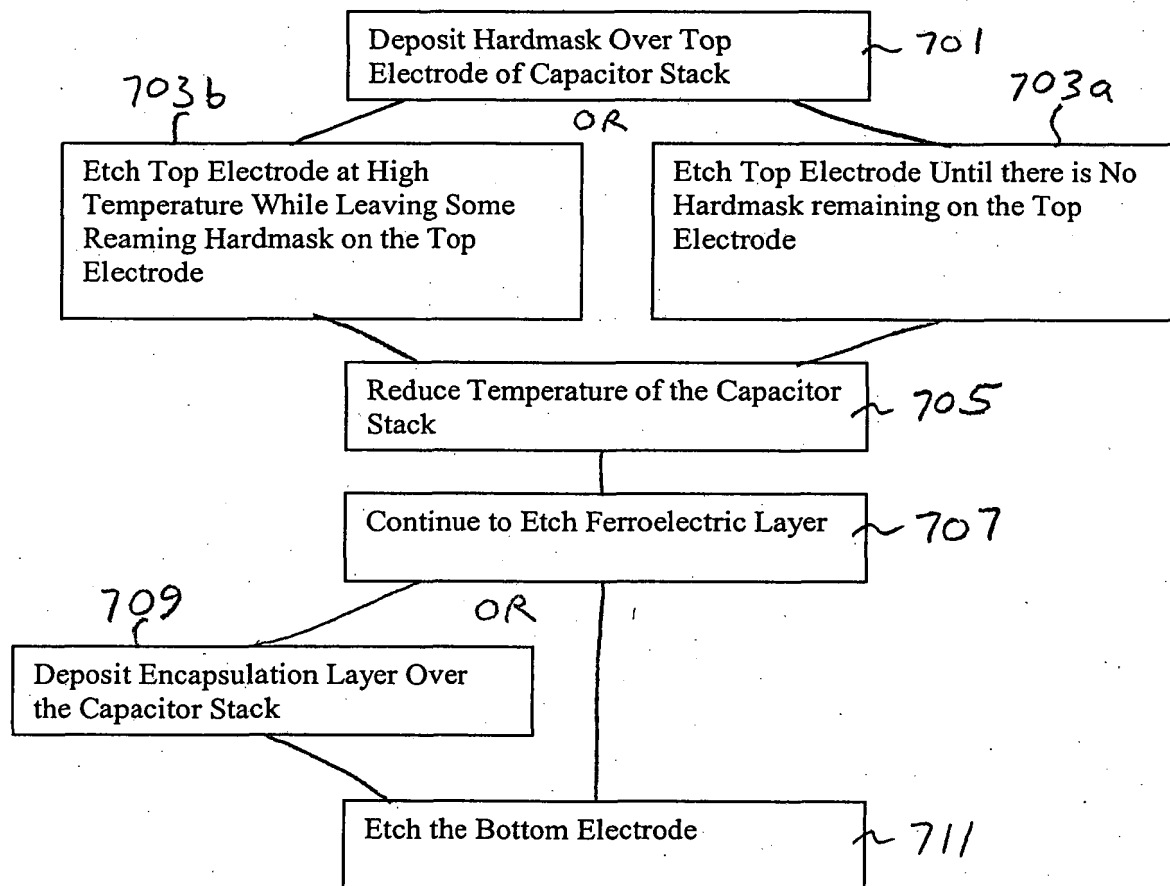 Deposit Hardmask Over Top
Electrode of Capacitor Stack
701
703b
OR
703a
Etch Top Electrode at High
Temperature While Leaving Some
Reaming Hardmask on the Top
Electrode
Etch Top Electrode Until there is No
Hardmask remaining on the Top
Electrode
Reduce Temperature of the Capacitor
Stack
705
Continue to Etch Ferroelectric Layer
707
709
OR
Deposit Encapsulation Layer Over
the Capacitor Stack
Etch the Bottom Electrode
711